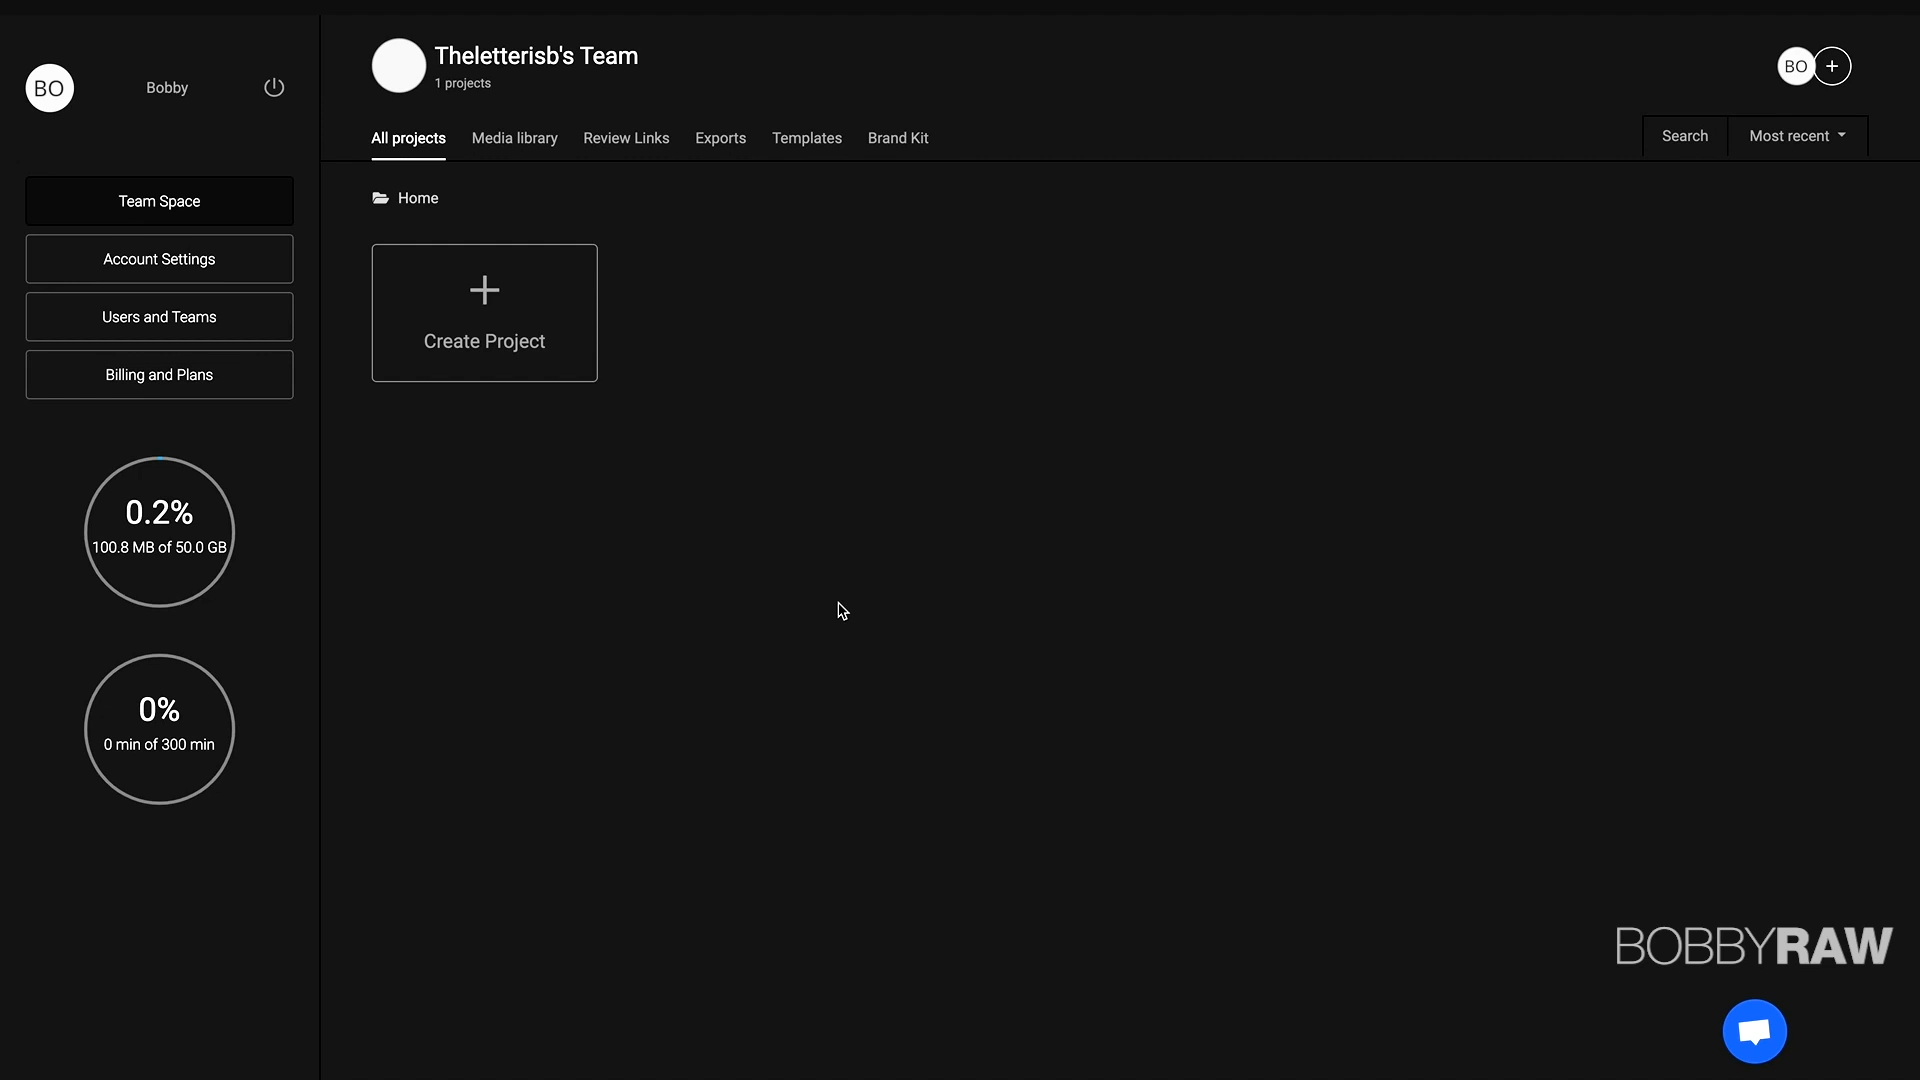 BO
Bobby
Team Space
Account Settings
Users and Teams
Billing and Plans
0.2%
100.8 MB of 50.0 GB
0%
0 min of 300 min
Theletterisb's Team
1 projects
BO
All projects
Media library
Review Links
Exports
Templates
Brand Kit
Search
Most recent
Home
Create Project
BOBBYRAW